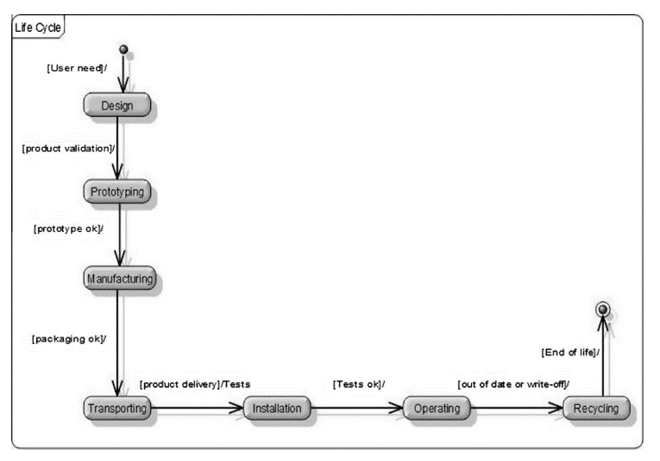 Life Cycle
[User need]/
Design
[product validation]/
Prototyping
[prototype ok]/
Manufacturing
[packaging ok]/
[End of life]/
[product delivery]/Tests
[Tests ok]/
[out of date or write-off]/
Transporting
Installation
Operating
Recycling